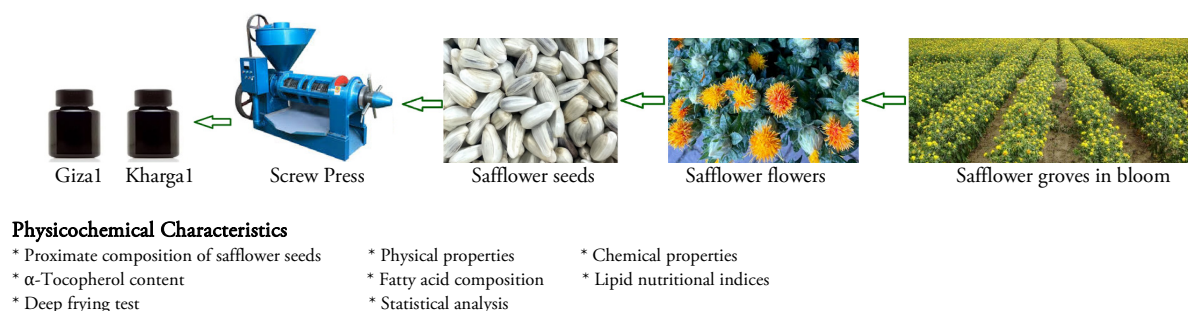 Giza1 Kharga1 Screw Press Safflower seeds Safflower flowers Safflower groves in bloom
Physicochemical Characteristics
* Proximate composition of safflower seeds * Physical properties * Chemical properties
* α-Tocopherol content * Fatty acid composition * Lipid nutritional indices
* Deep frying test * Statistical analysis